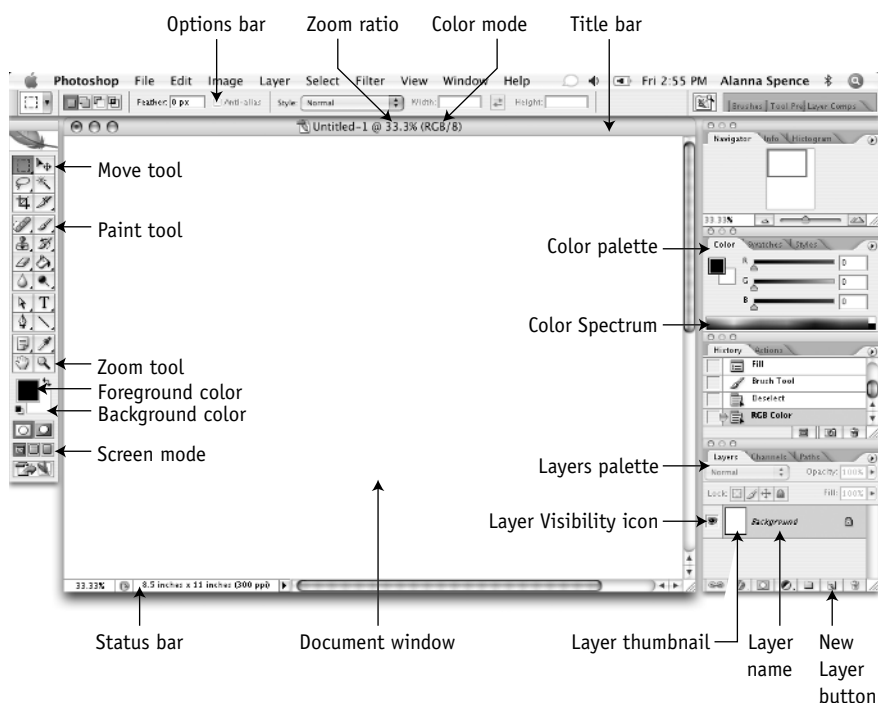 Options bar
Zoom ratio
Color mode
Title bar
Photoshop File Edit Image Layer Select Filter View Window Help Fri 2:55 PM Alanna Spence
Feather: 0 px Anti-alias Style: Normal Width: Height: Brushes Tool Pre Layer Comps
Untitled-1 @ 33.3% (RGB/8)
Navigator Info Histogram
33.33%
Move tool
Paint tool
Color palette
Color Swatches Styles
R 0
G 0
B 0
Color Spectrum
History Actions
Fill
Brush Tool
Deselect
RGB Color
Zoom tool
Foreground color
Background color
Screen mode
Layers palette
Layers Channels Paths
Normal Opacity: 100%
Lock: Fill: 100%
Layer Visibility icon
Background
T
33.33% 8.5 inches x 11 inches (300 ppi)
Status bar
Document window
Layer thumbnail
Layer
name
New
Layer
button